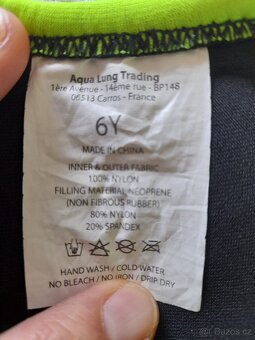 Aqua Lung Trading
1ère Avenue - 14ème rue - BP148
06513 Carros - France
6Y
MADE IN CHINA
INNER & OUTER FABRIC
100% NYLON
FILLING MATERIAL NEOPRENE
(NON FIBROUS RUBBER)
80% NYLON
20% SPANDEX
HAND WASH / COLD WATER
NO BLEACH / NO IRON / DRIP DRY
Bazos.cz